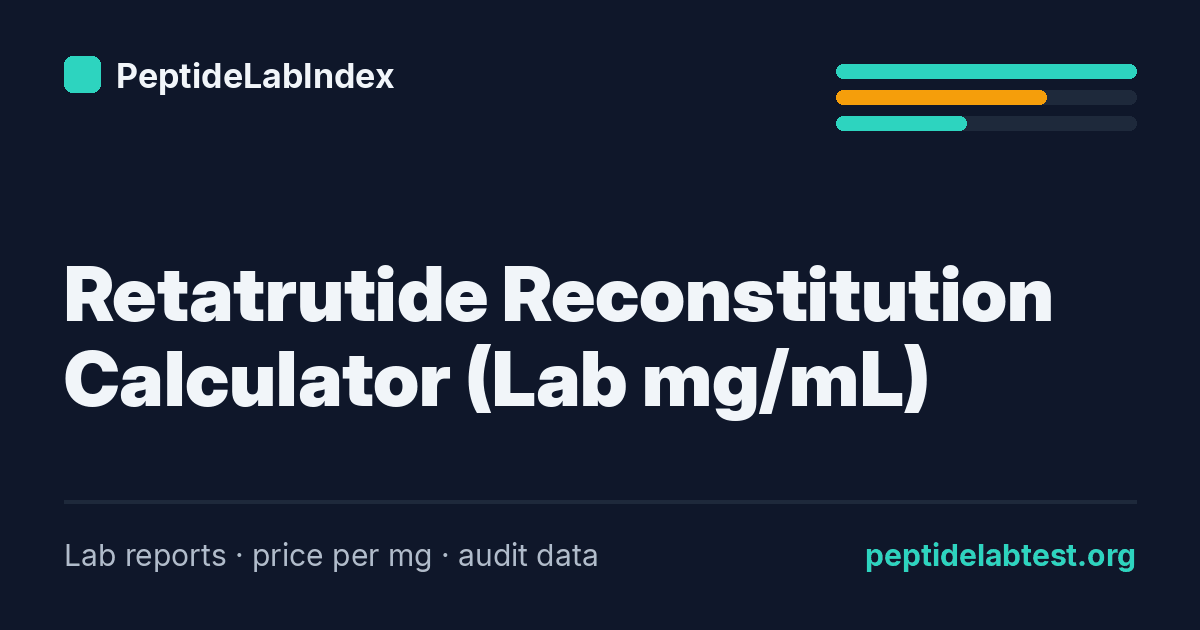 PeptideLabIndex
Retatrutide Reconstitution
Calculator (Lab mg/mL)
Lab reports · price per mg · audit data
peptidelabtest.org